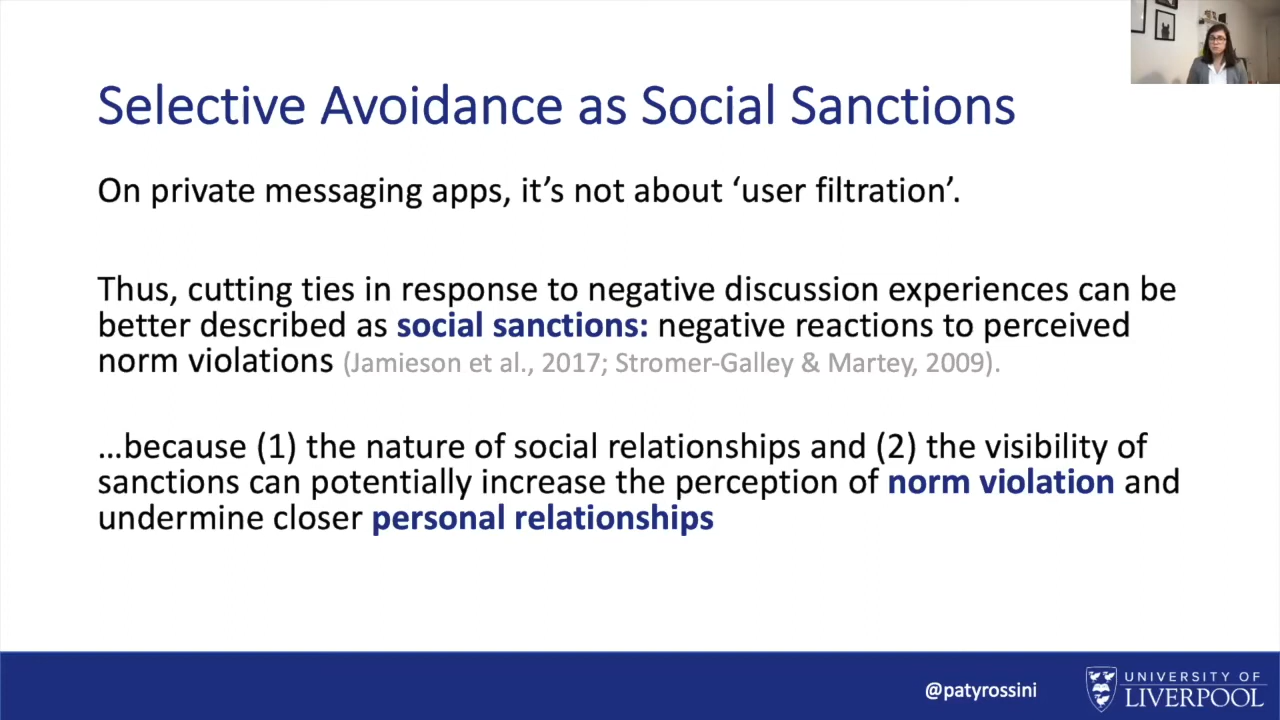 Selective Avoidance as Social Sanctions
On private messaging apps, it’s not about ‘user filtration’.
Thus, cutting ties in response to negative discussion experiences can be
better described as social sanctions: negative reactions to perceived
norm violations (Jamieson et al., 2017; Stromer-Galley & Martey, 2009).
…because (1) the nature of social relationships and (2) the visibility of
sanctions can potentially increase the perception of norm violation and
undermine closer personal relationships
@patyrossini
UNIVERSITY OF
LIVERPOOL